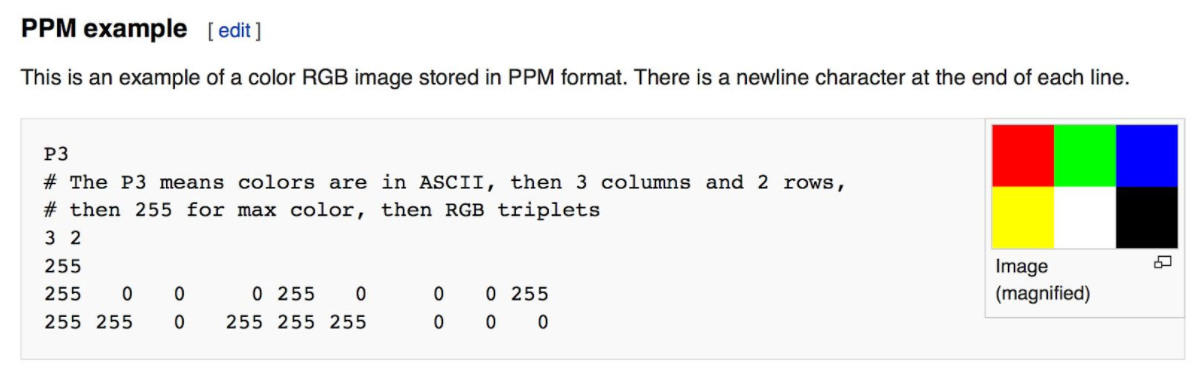 PPM example [ edit ]
This is an example of a color RGB image stored in PPM format. There is a newline character at the end of each line.
P3
# The P3 means colors are in ASCII, then 3 columns and 2 rows,
# then 255 for max color, then RGB triplets
3 2
255
255   0   0     0 255   0     0   0 255
255 255   0   255 255 255     0   0   0
Image
(magnified)